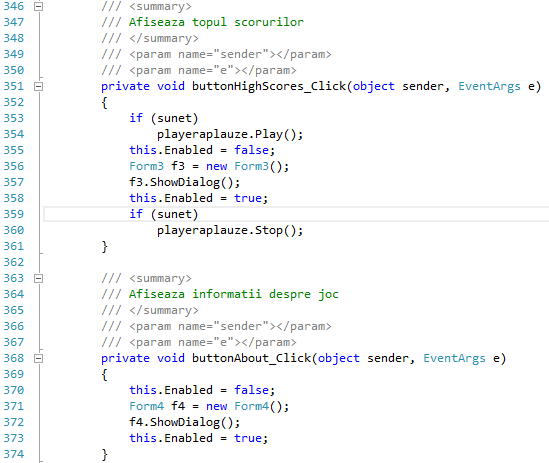 346 /// <summary>
347 /// Afiseaza topul scorurilor
348 /// </summary>
349 /// <param name="sender"></param>
350 /// <param name="e"></param>
351 private void buttonHighScores_Click(object sender, EventArgs e)
352 {
353 if (sunet)
354 playeraplauze.Play();
355 this.Enabled = false;
356 Form3 f3 = new Form3();
357 f3.ShowDialog();
358 this.Enabled = true;
359 if (sunet)
360 playeraplauze.Stop();
361 }
362
363 /// <summary>
364 /// Afiseaza informatii despre joc
365 /// </summary>
366 /// <param name="sender"></param>
367 /// <param name="e"></param>
368 private void buttonAbout_Click(object sender, EventArgs e)
369 {
370 this.Enabled = false;
371 Form4 f4 = new Form4();
372 f4.ShowDialog();
373 this.Enabled = true;
374 }